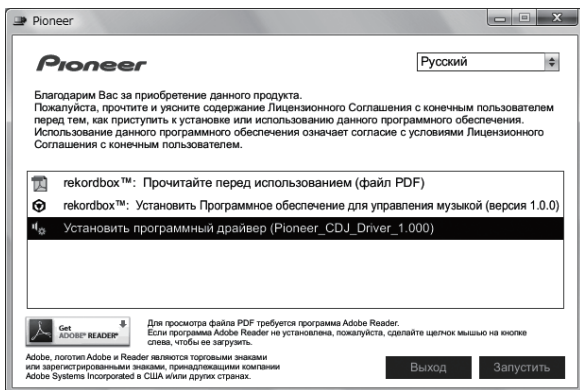 Pioneer
Pioneer
Русский
Благодарим Вас за приобретение данного продукта.
Пожалуйста, прочтите и уясните содержание Лицензионного Соглашения с конечным пользователем
перед тем, как приступить к установке или использованию данного программного обеспечения.
Использование данного программного обеспечения означает согласие с условиями Лицензионного
Соглашения с конечным пользователем.
rekordbox™: Прочитайте перед использованием (файл PDF)
rekordbox™: Установить Программное обеспечение для управления музыкой (версия 1.0.0)
Установить программный драйвер (Pioneer_CDJ_Driver_1.000)
Get
ADOBE® READER®
Для просмотра файла PDF требуется программа Adobe Reader.
Если программа Adobe Reader не установлена, пожалуйста, сделайте щелчок мышью на кнопке
слева, чтобы ее загрузить.
Adobe, логотип Adobe и Reader являются торговыми знаками
или зарегистрированными знаками, принадлежащими компании
Adobe Systems Incorporated в США и/или других странах.
Выход
Запустить